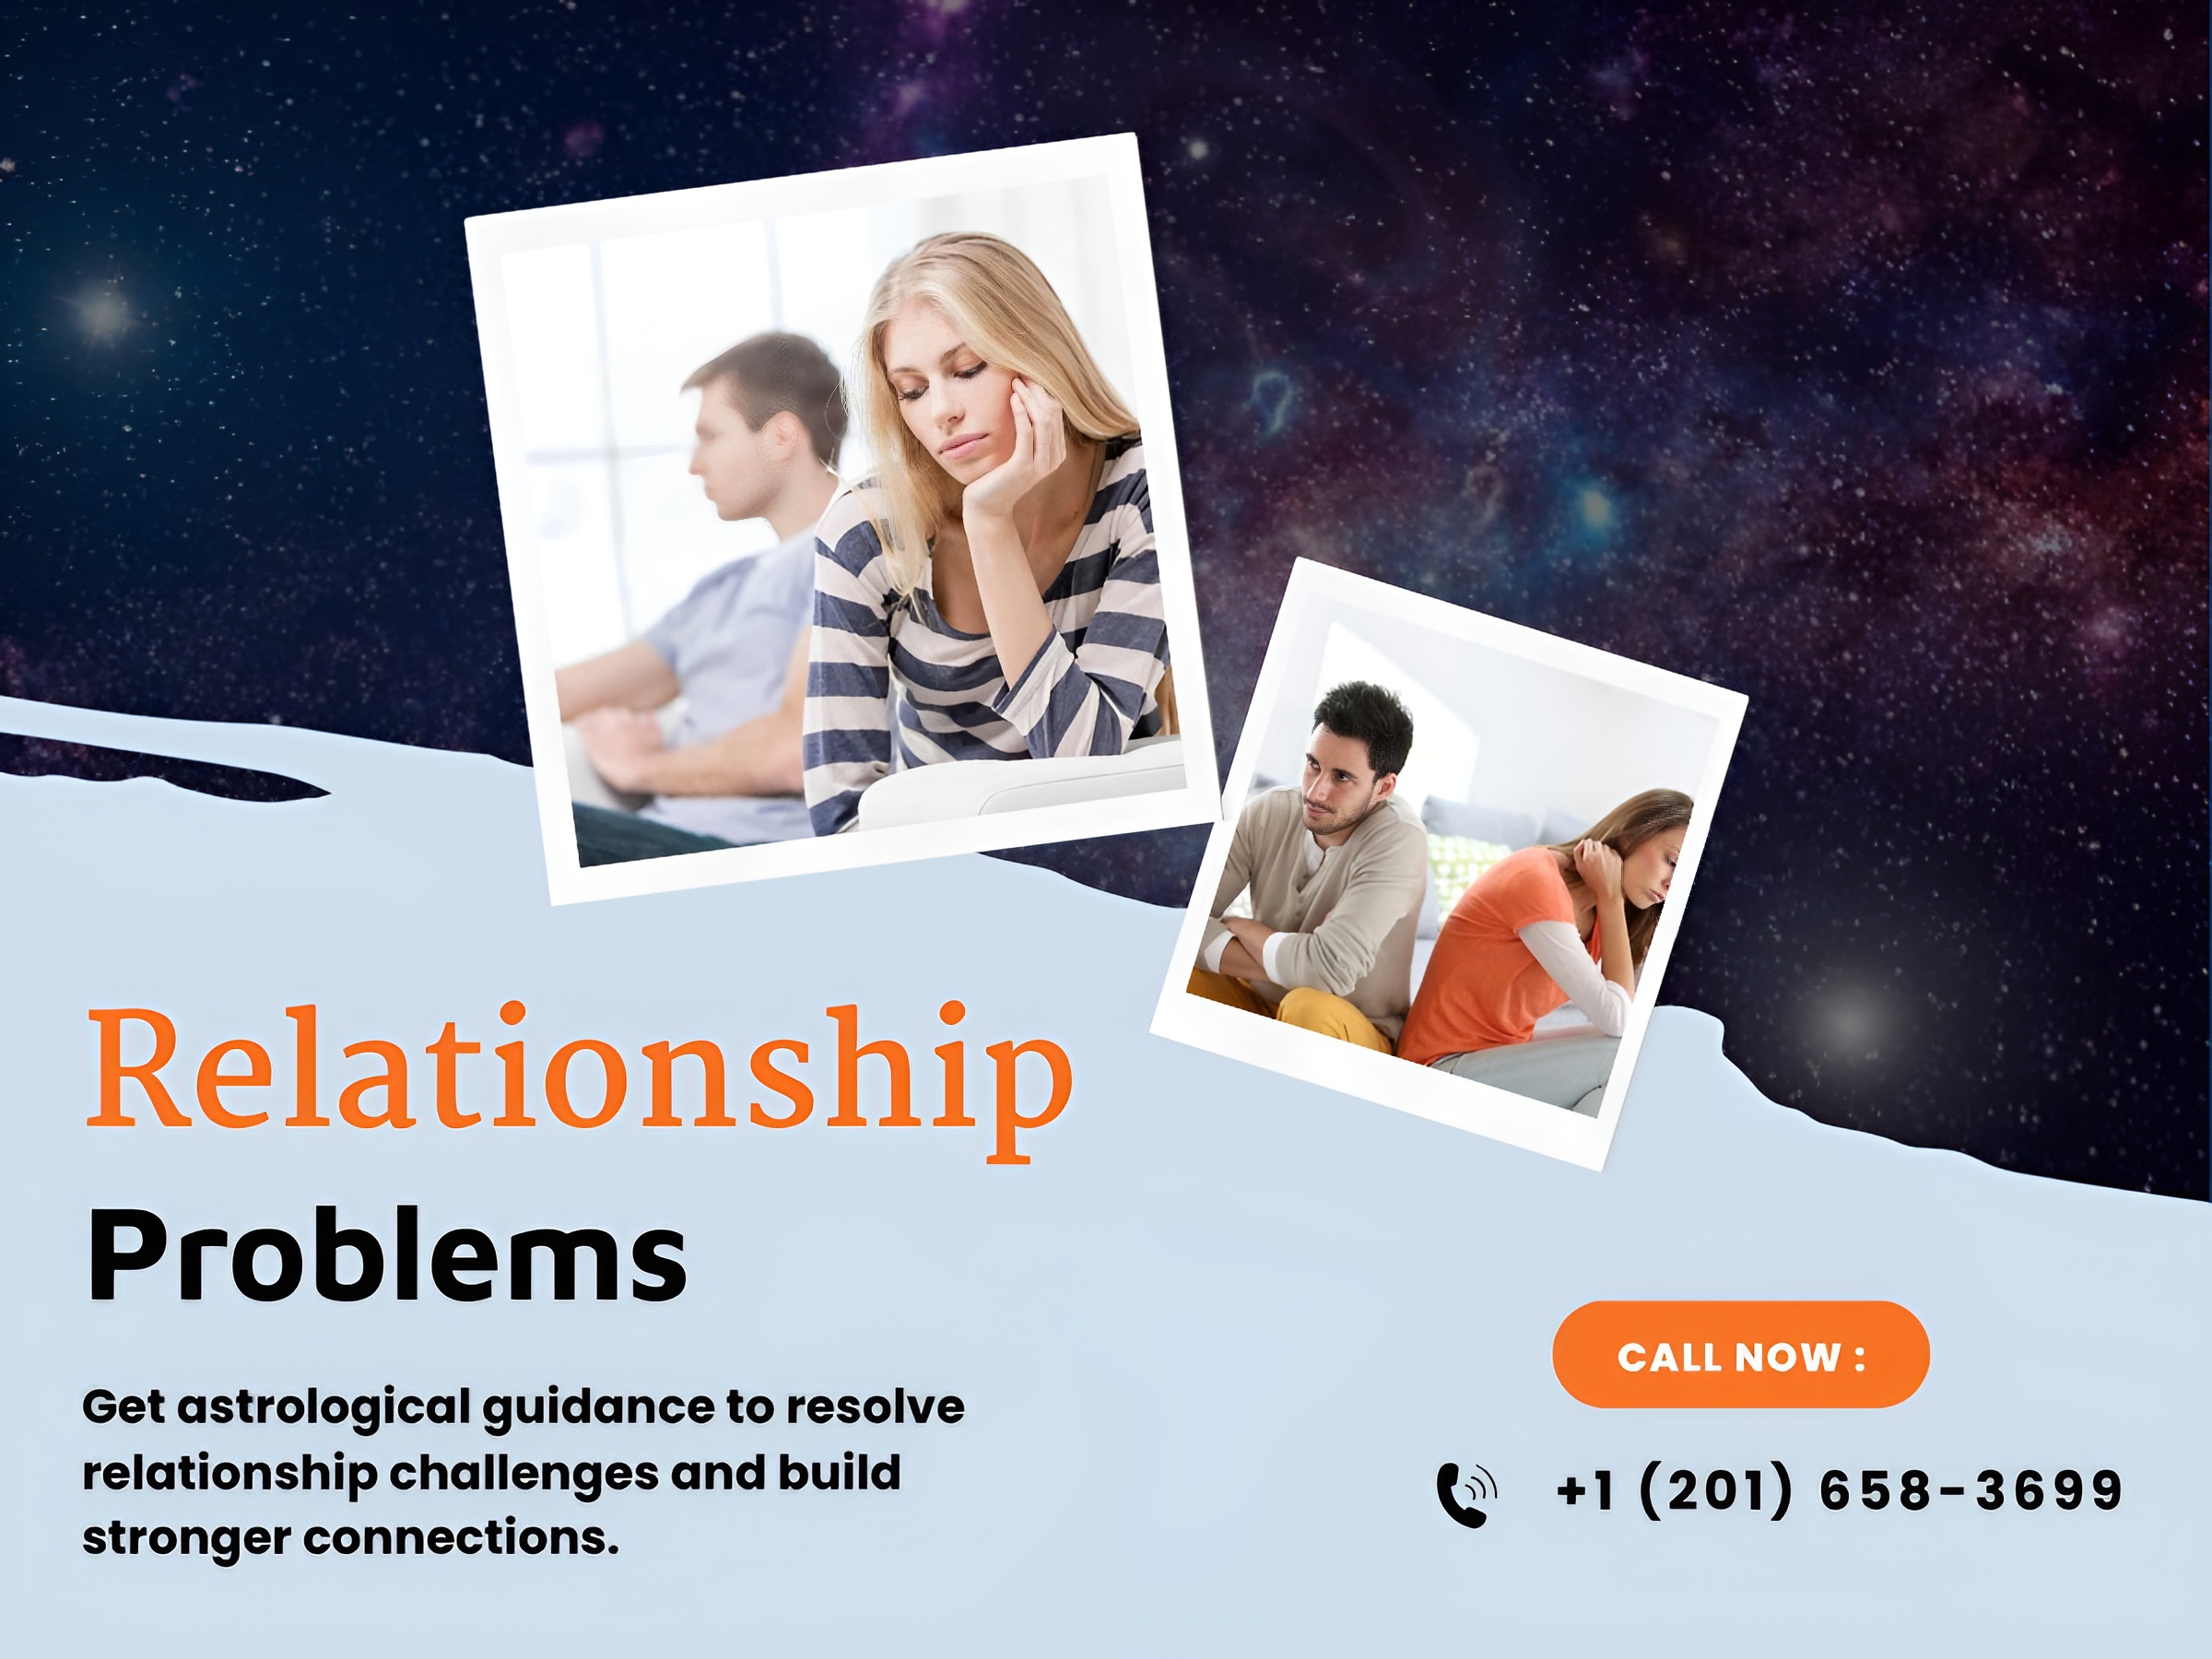 Relationship
Problems
Get astrological guidance to resolve
relationship challenges and build
stronger connections.
CALL NOW :
+1 (201) 658-3699